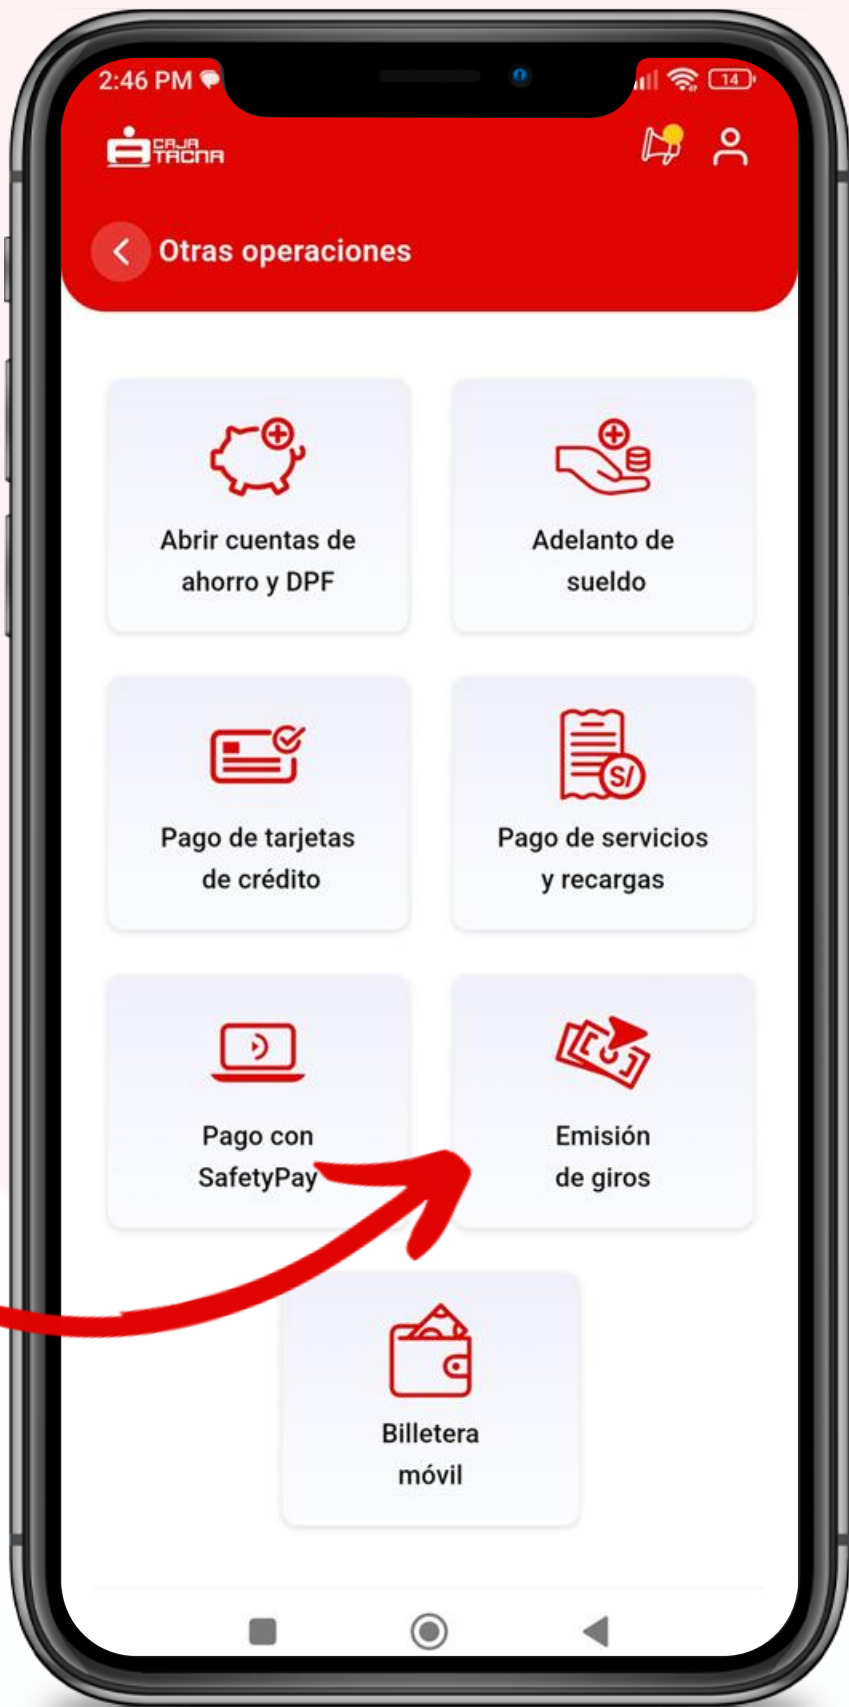 2:46 PM
14
CAJA
TACNA
Otras operaciones
Abrir cuentas de
ahorro y DPF
Adelanto de
sueldo
Pago de tarjetas
de crédito
S/
Pago de servicios
y recargas
Pago con
SafetyPay
Emisión
de giros
Billetera
móvil